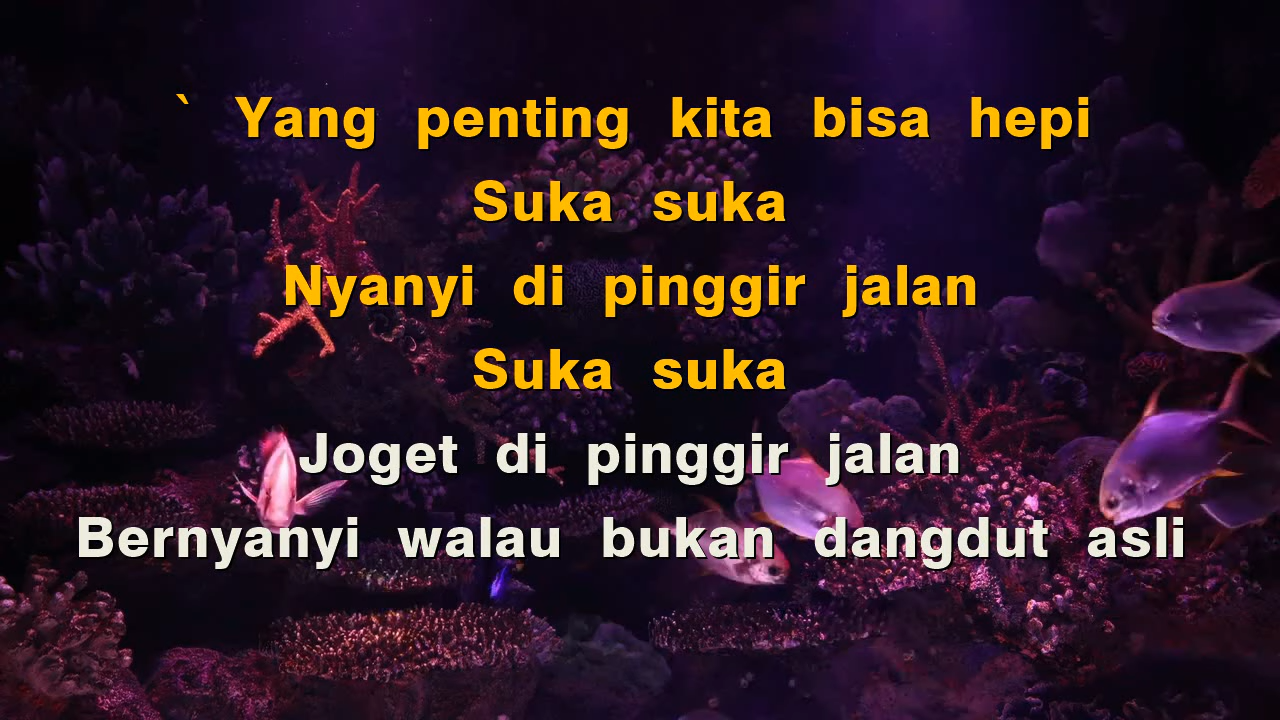 ` Yang penting kita bisa hepi
Suka suka
Nyanyi di pinggir jalan
Suka suka
Joget di pinggir jalan
Bernyanyi walau bukan dangdut asli